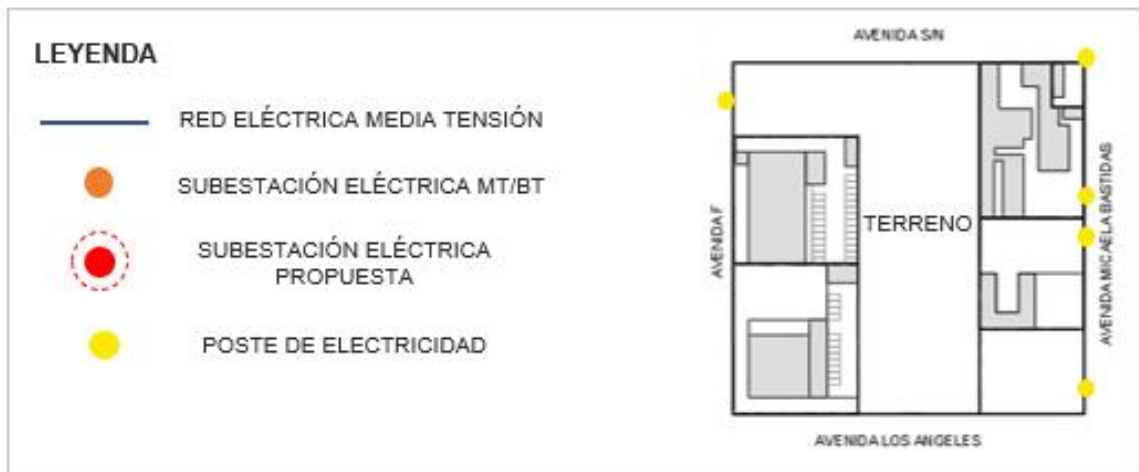 LEYENDA
RED ELÉCTRICA MEDIA TENSIÓN
SUBESTACIÓN ELÉCTRICA MT/BT
SUBESTACIÓN ELÉCTRICA
PROPUESTA
POSTE DE ELECTRICIDAD
AVENIDA S/N
AVENIDA F
TERRENO
AVENIDA MICAELA BASTIDAS
AVENIDA LOS ANGELES